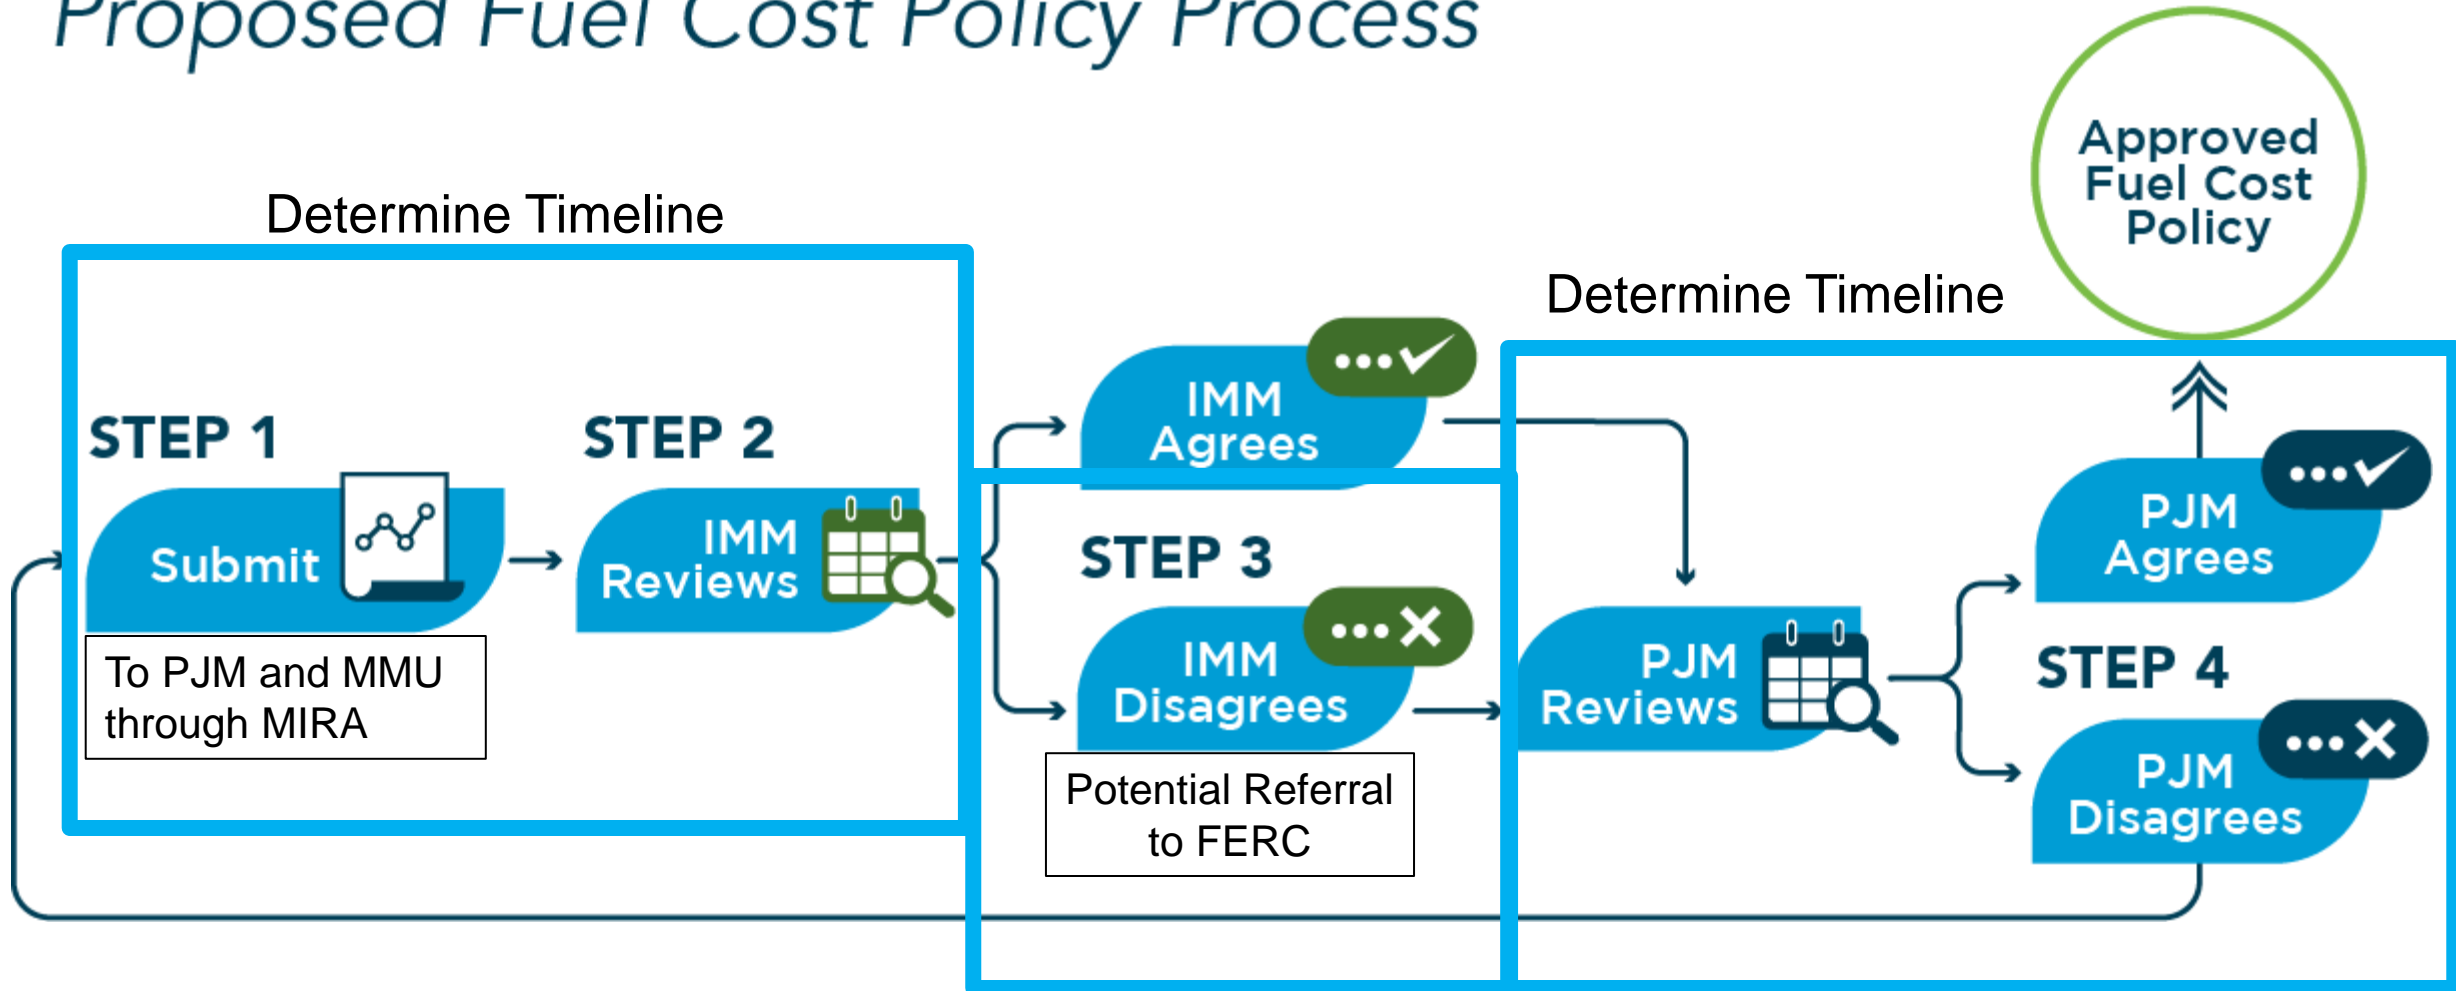 Proposed Fuel Cost Policy Process
Approved
Fuel Cost
Policy
Determine Timeline
Determine Timeline
STEP 1
Submit
To PJM and MMU
through MIRA
STEP 2
IMM
Reviews
IMM
Agrees
STEP 3
IMM
Disagrees
Potential Referral
to FERC
PJM
Reviews
PJM
Agrees
STEP 4
PJM
Disagrees